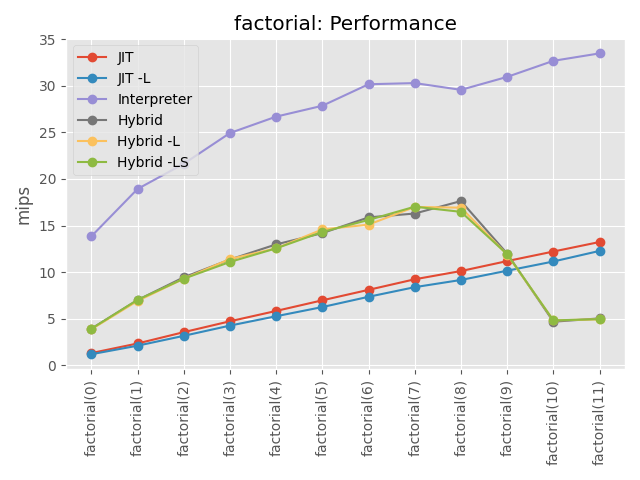 factorial: Performance
mips
35
30
25
20
15
10
5
0
JIT
JIT -L
Interpreter
Hybrid
Hybrid -L
Hybrid -LS
factorial(0)
factorial(1)
factorial(2)
factorial(3)
factorial(4)
factorial(5)
factorial(6)
factorial(7)
factorial(8)
factorial(9)
factorial(10)
factorial(11)